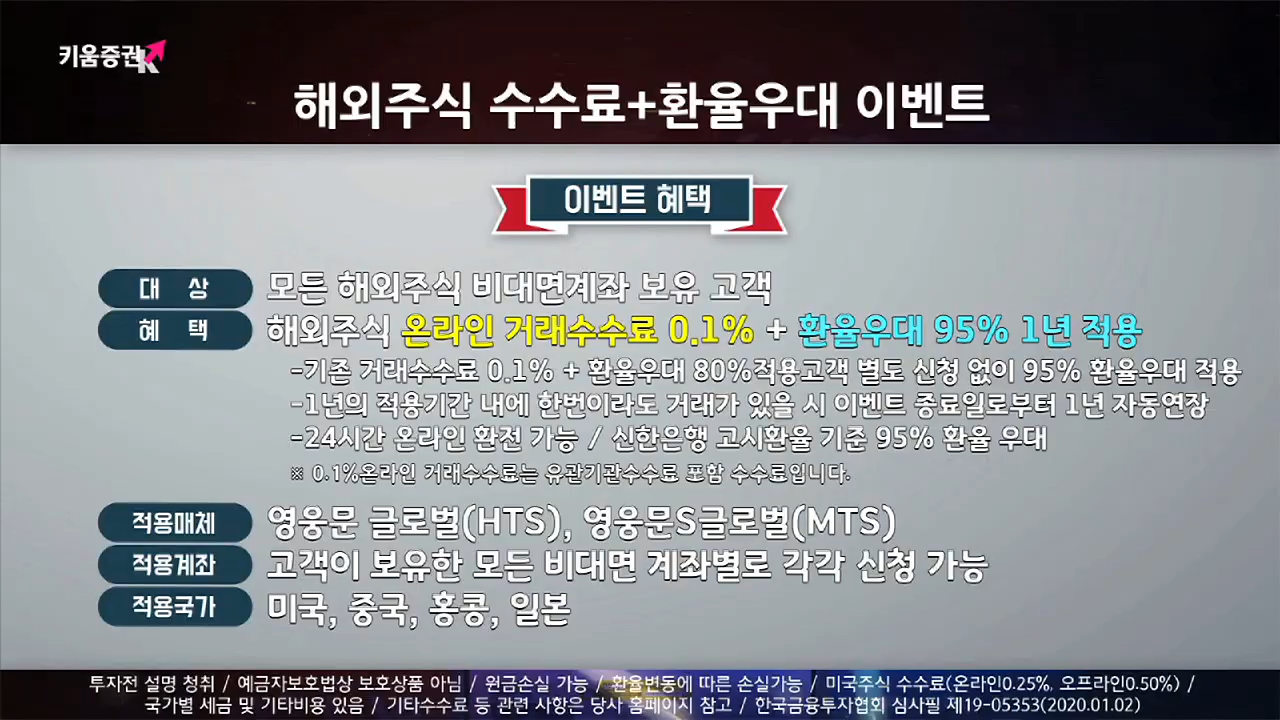 키움증권
해외주식 수수료+환율우대 이벤트
이벤트 혜택
대 상 모든 해외주식 비대면계좌 보유 고객
혜 택 해외주식 온라인 거래수수료 0.1% + 환율우대 95% 1년 적용
-기존 거래수수료 0.1% + 환율우대 80%적용고객 별도 신청 없이 95% 환율우대 적용
-1년의 적용기간 내에 한번이라도 거래가 있을 시 이벤트 종료일로부터 1년 자동연장
-24시간 온라인 환전 가능 / 신한은행 고시환율 기준 95% 환율 우대
※ 0.1%온라인 거래수수료는 유관기관수수료 포함 수수료입니다.
적용매체 영웅문 글로벌(HTS), 영웅문S글로벌(MTS)
적용계좌 고객이 보유한 모든 비대면 계좌별로 각각 신청 가능
적용국가 미국, 중국, 홍콩, 일본
투자전 설명 청취 / 예금자보호법상 보호상품 아님 / 원금손실 가능 / 환율변동에 따른 손실가능 / 미국주식 수수료(온라인0.25%, 오프라인0.50%) /
국가별 세금 및 기타비용 있음 / 기타수수료 등 관련 사항은 당사 홈페이지 참고 / 한국금융투자협회 심사필 제19-05353(2020.01.02)